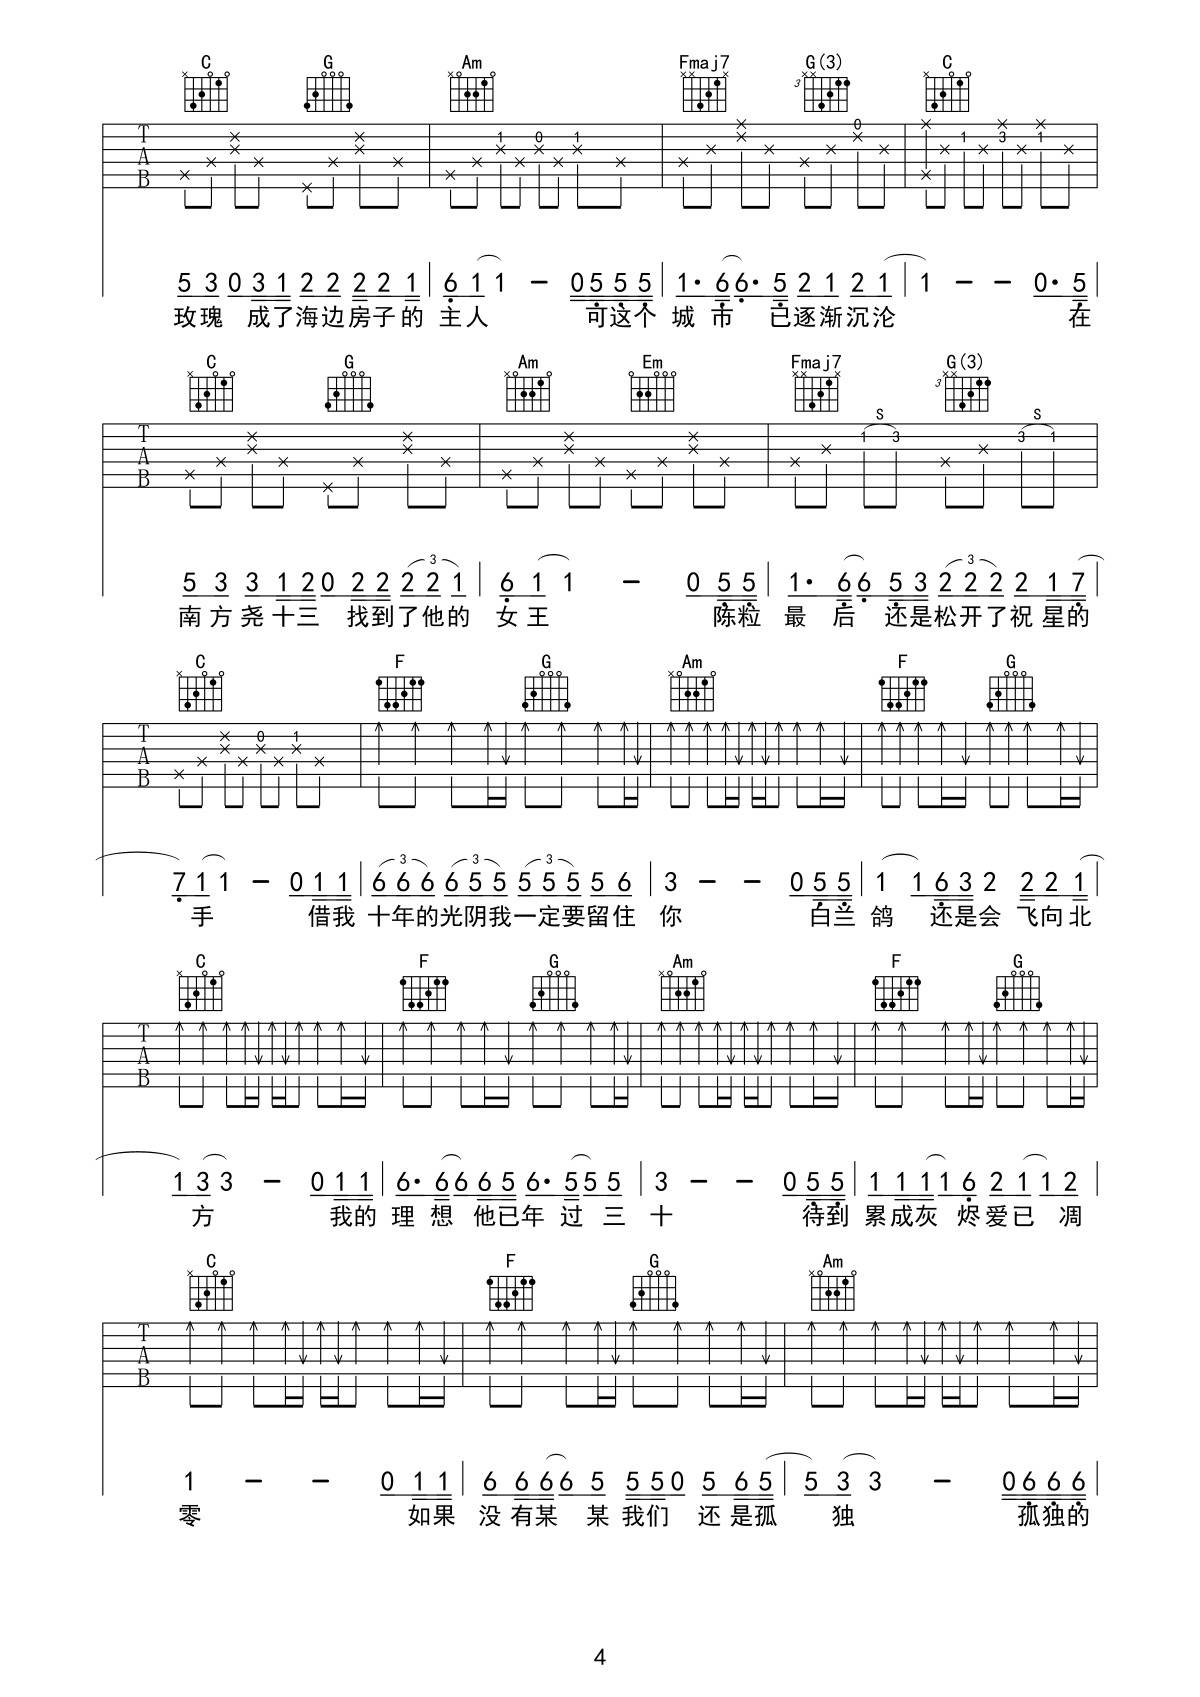 C G Am Fmaj7 G(3) C
3
T 1 0 1 0 1 3 1
A
B
5 3 0 3 1 2 2 2 2 1 6 1 1 - 0 5 5 5 1· 6 6· 5 2 1 2 1 1 - - 0· 5
玫瑰 成了海边房子的 主人 可这个 城市 已逐渐沉沦 在
C G Am Em Fmaj7 G(3)
3
S S
T 1 3 3 1
A
B
3 3
5 3 3 1 2 0 2 2 2 2 1 6 1 1 - 0 5 5 1· 6 6 5 3 2 2 2 2 1 7
南方尧十三 找到了他的 女王 陈粒 最后 还是松开了祝星的
C F G Am F G
T 0 1
A
B
3 3 3
7 1 1 - 0 1 1 6 6 6 6 5 5 5 5 5 5 6 3 - - 0 5 5 1 1 6 3 2 2 2 1
手 借我 十年的光阴我一定要留住 你 白兰 鸽 还是会 飞向北
C F G Am F G
T
A
B
1 3 3 - 0 1 1 6· 6 6 6 5 6· 5 5 5 3 - - 0 5 5 1 1 1 1 6 2 1 1 2
方 我的 理想 他已年过三 十 待到 累成灰 烬爱已 凋
C F G Am
T
A
B
1 - - 0 1 1 6 6 6 6 5 5 5 0 5 6 5 5 3 3 - 0 6 6 6
零 如果 没有某 某我们 还是孤 独 孤独的
4